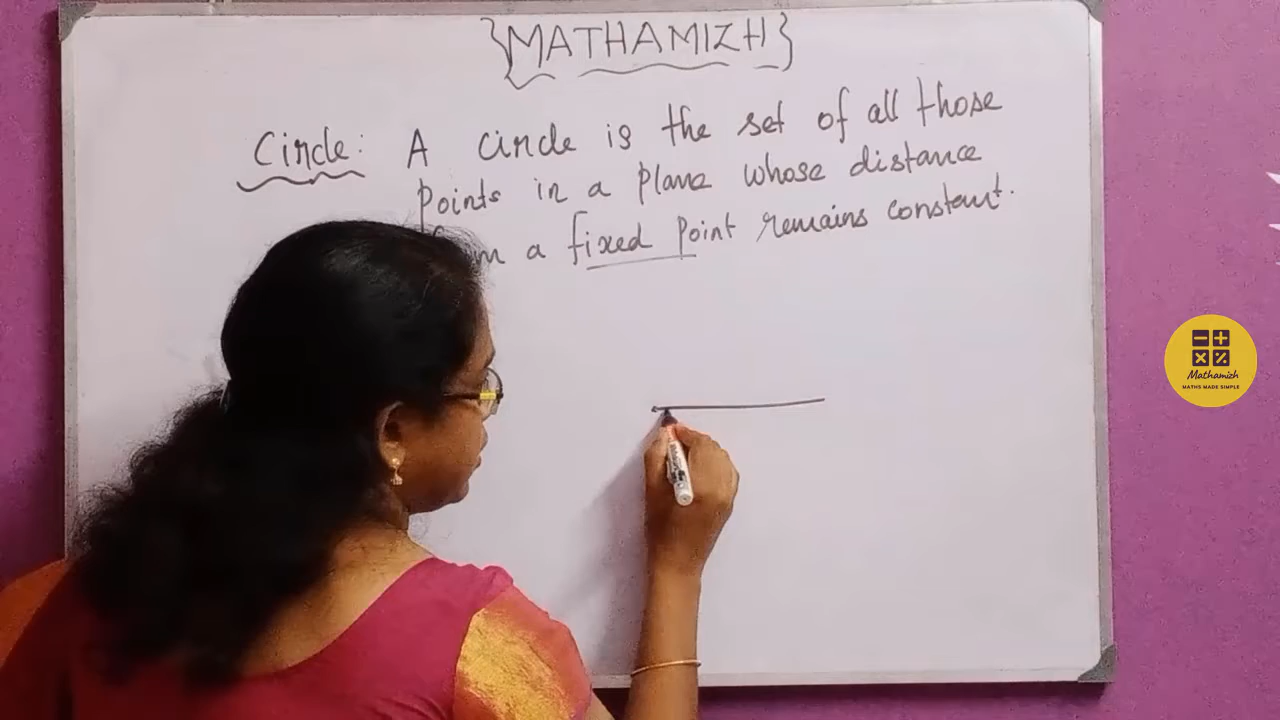 {MATHAMIZH}
Circle: A circle is the set of all those
points in a plane whose distance
a fixed point remains constant.
Mathamizh
MATHS MADE SIMPLE